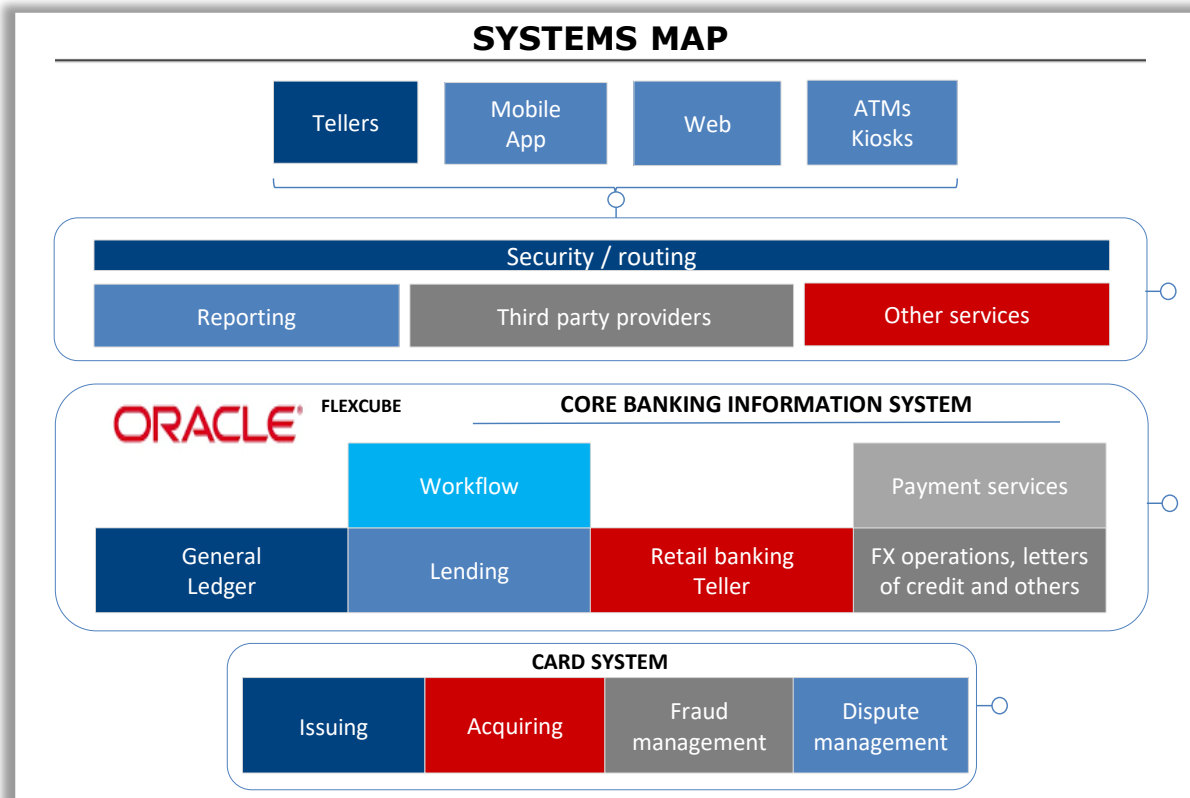 SYSTEMS MAP
Tellers
Mobile
App
Web
ATMs
Kiosks
Security / routing
Reporting
Third party providers
Other services
ORACLE®
FLEXCUBE
CORE BANKING INFORMATION SYSTEM
Workflow
Payment services
General
Ledger
Lending
Retail banking
Teller
FX operations, letters
of credit and others
CARD SYSTEM
Issuing
Acquiring
Fraud
management
Dispute
management